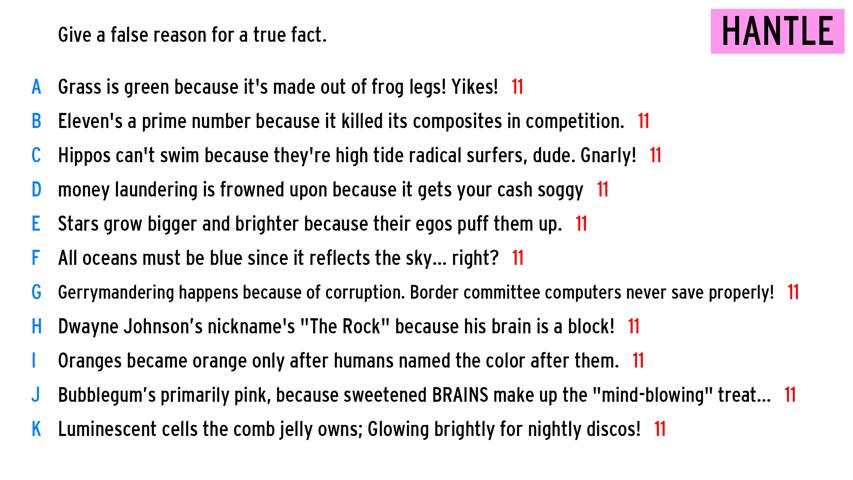 Give a false reason for a true fact.
HANTLE
A Grass is green because it's made out of frog legs! Yikes! 11
B Eleven's a prime number because it killed its composites in competition. 11
C Hippos can't swim because they're high tide radical surfers, dude. Gnarly! 11
D money laundering is frowned upon because it gets your cash soggy 11
E Stars grow bigger and brighter because their egos puff them up. 11
F All oceans must be blue since it reflects the sky... right? 11
G Gerrymandering happens because of corruption. Border committee computers never save properly! 11
H Dwayne Johnson’s nickname's "The Rock" because his brain is a block! 11
I Oranges became orange only after humans named the color after them. 11
J Bubblegum’s primarily pink, because sweetened BRAINS make up the "mind-blowing" treat... 11
K Luminescent cells the comb jelly owns; Glowing brightly for nightly discos! 11